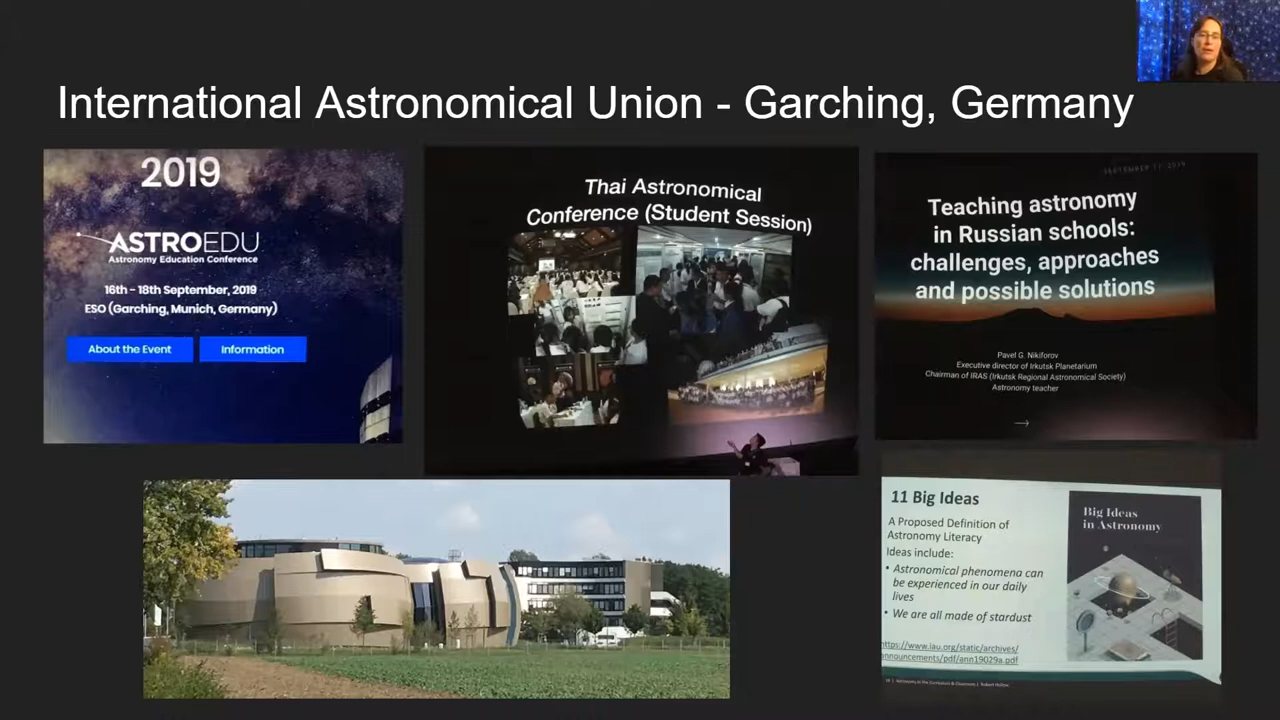 International Astronomical Union - Garching, Germany
2019
ASTROEDU
Astronomy Education Conference
16th - 18th September, 2019
ESO (Garching, Munich, Germany)
About the Event
Information
Thai Astronomical
Conference (Student Session)
SEPTEMBER 17, 2019
Teaching astronomy
in Russian schools:
challenges, approaches
and possible solutions
Pavel G. Nikiforov
Executive director of Irkutsk Planetarium
Chairman of IRAS (Irkutsk Regional Astronomical Society)
Astronomy teacher
11 Big Ideas
A Proposed Definition of
Astronomy Literacy
Ideas include:
• Astronomical phenomena can
be experienced in our daily
lives
• We are all made of stardust
https://www.iau.org/static/archives/
announcements/pdf/ann19029a.pdf
Big Ideas
in Astronomy